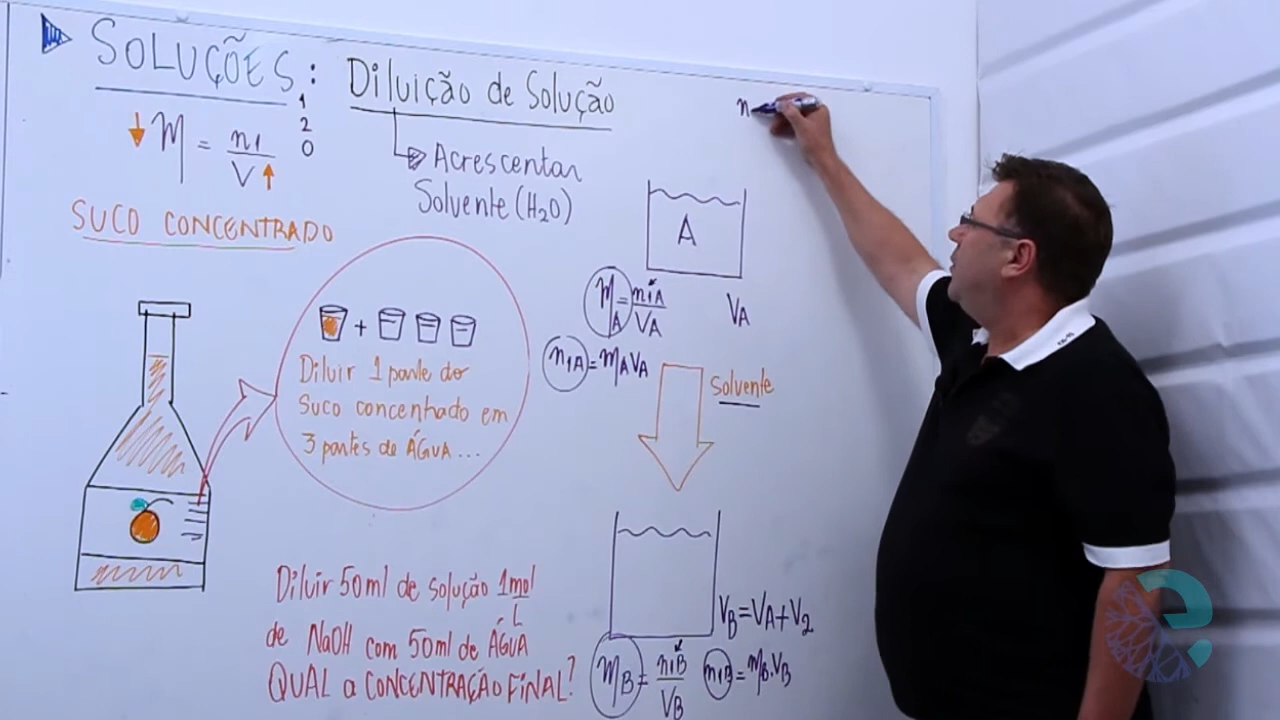 SOLUÇÕES: Diluição de Solução
1
2
0
M = n1/V
Acrescentar
Solvente (H2O)
SUCO CONCENTRADO
Diluir 1 parte do
Suco concentrado em
3 partes de ÁGUA...
n
A
MA = n1A/VA
VA
n1A = MAVA
Solvente
VB = VA + V2
MB = n1B/VB
n1B = MB.VB
Diluir 50ml de solução 1mol/L
de NaOH com 50ml de ÁGUA
QUAL a CONCENTRAÇÃO FINAL?